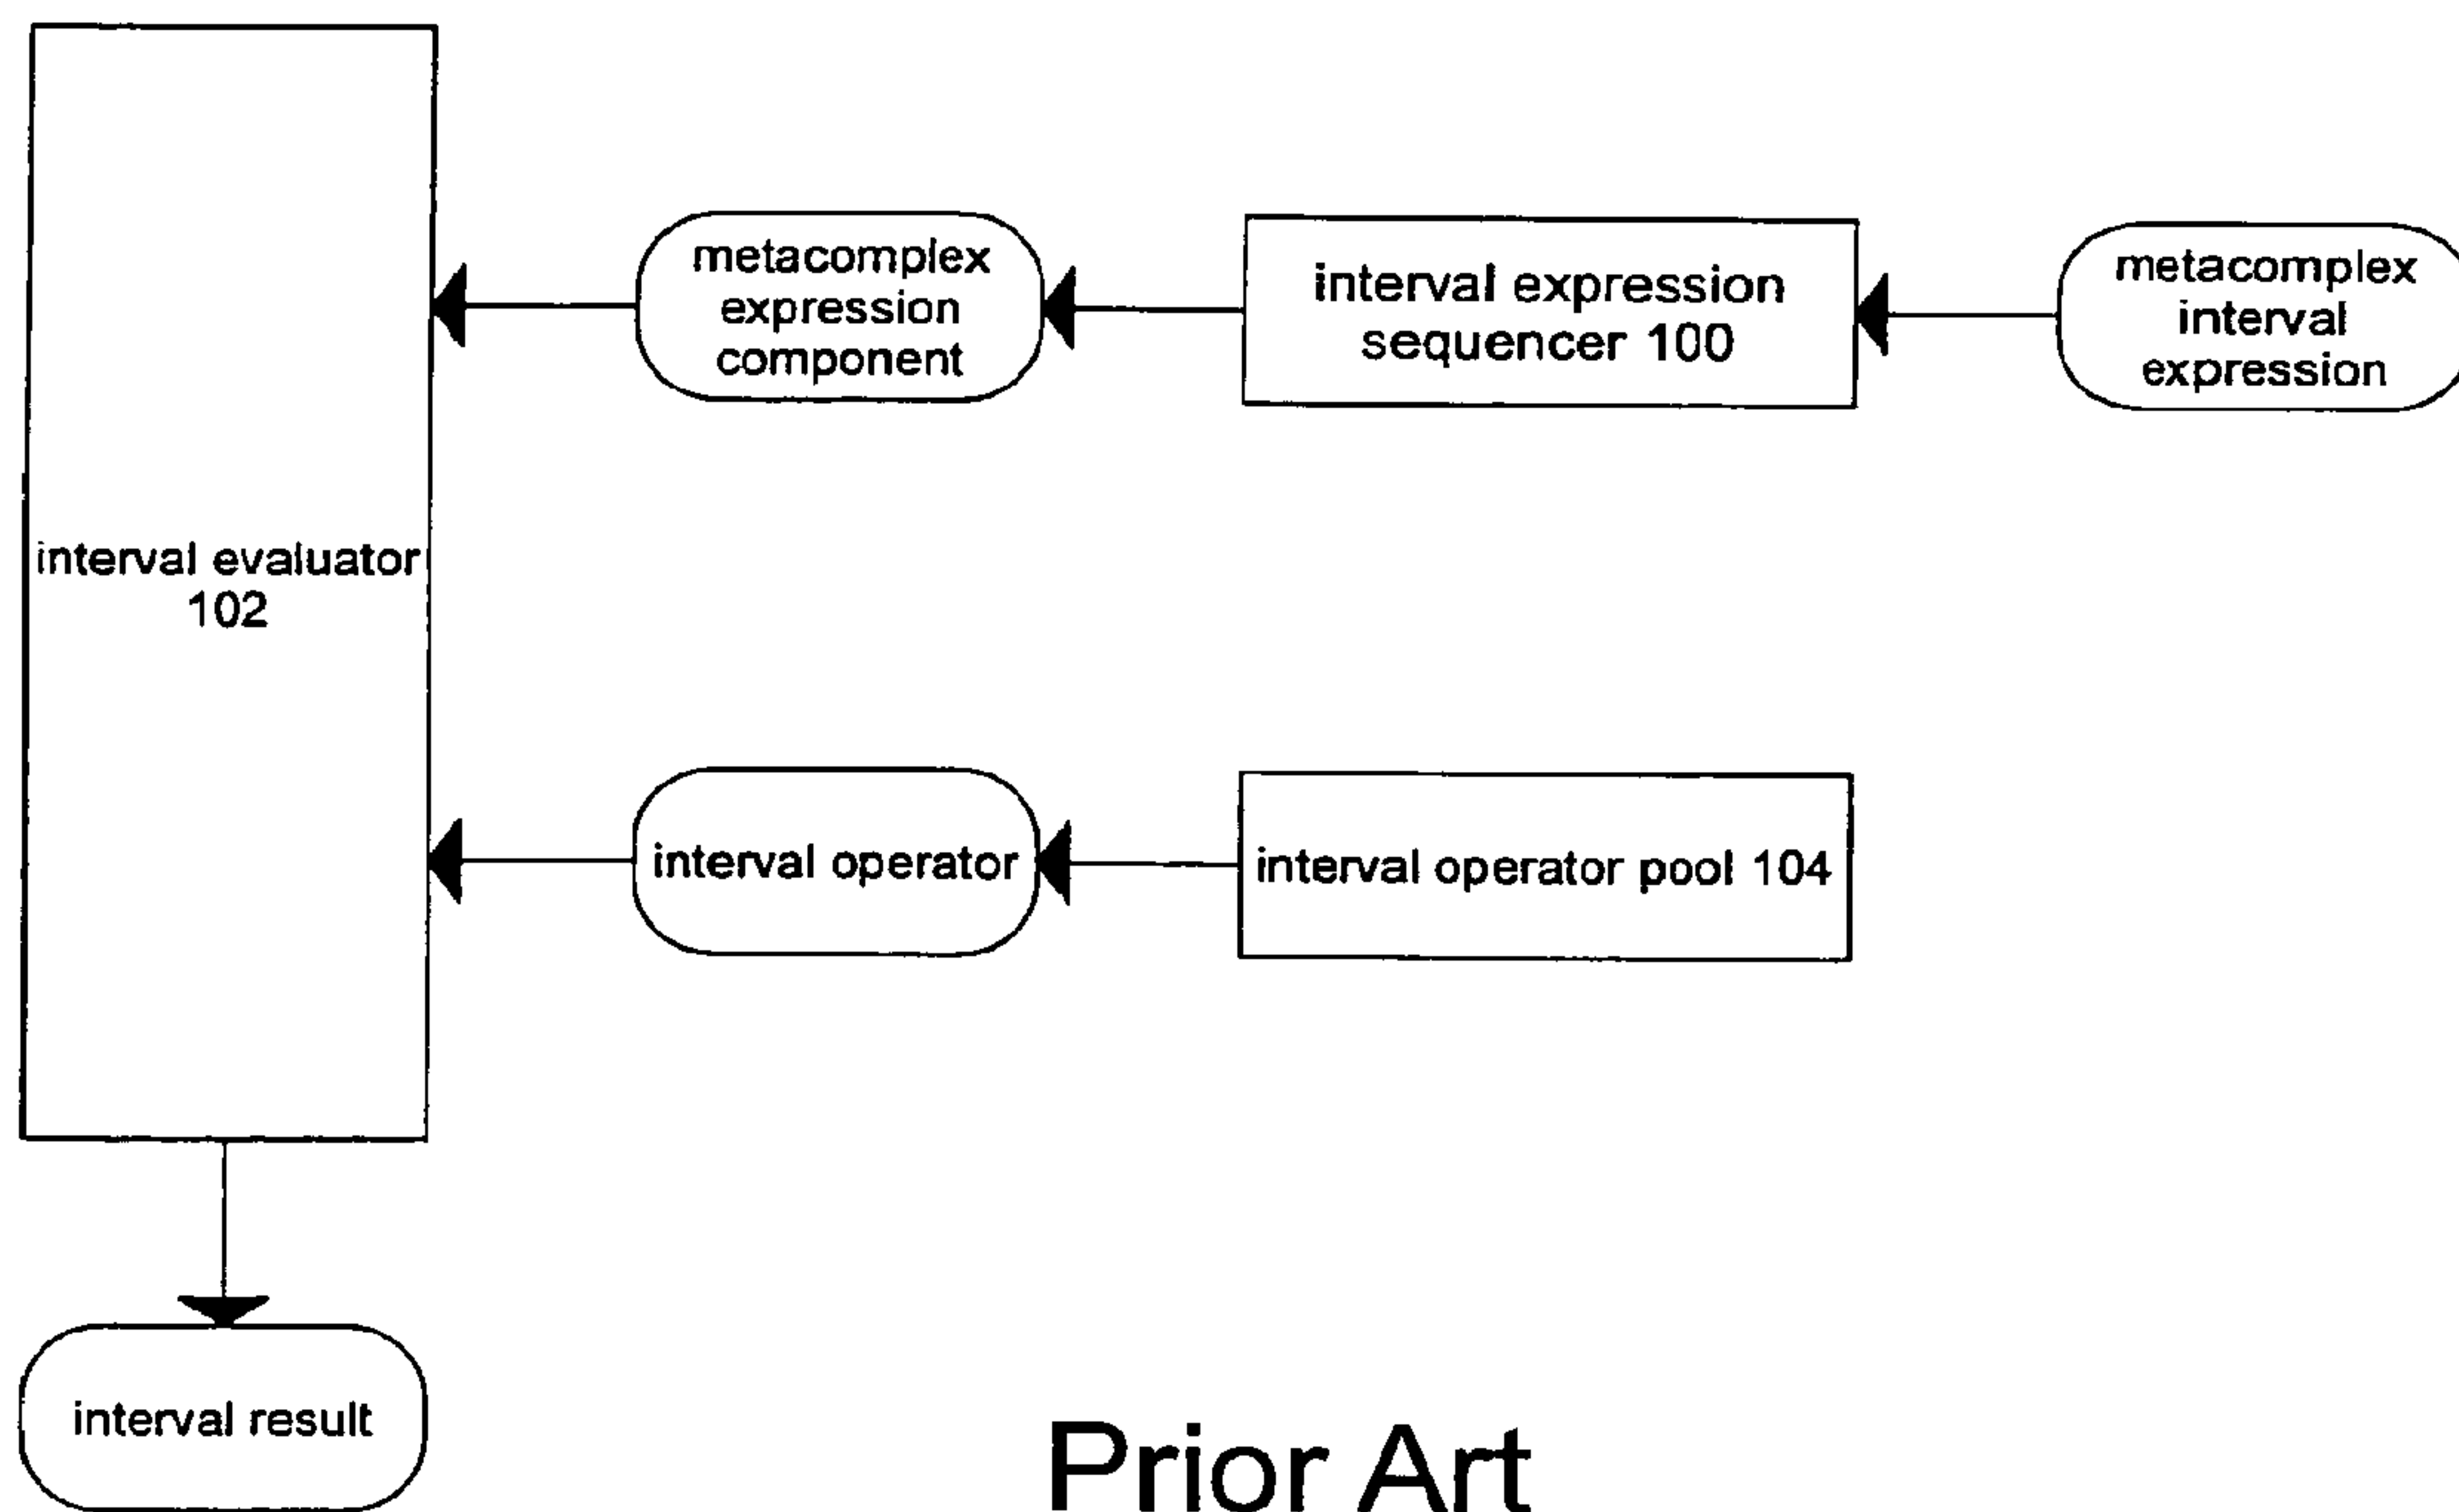 metacomplex
expression
component
interval expression
sequencer 100
metacomplex
interval
expression
interval evaluator
102
interval operator
interval operator pool 104
interval result
Prior Art